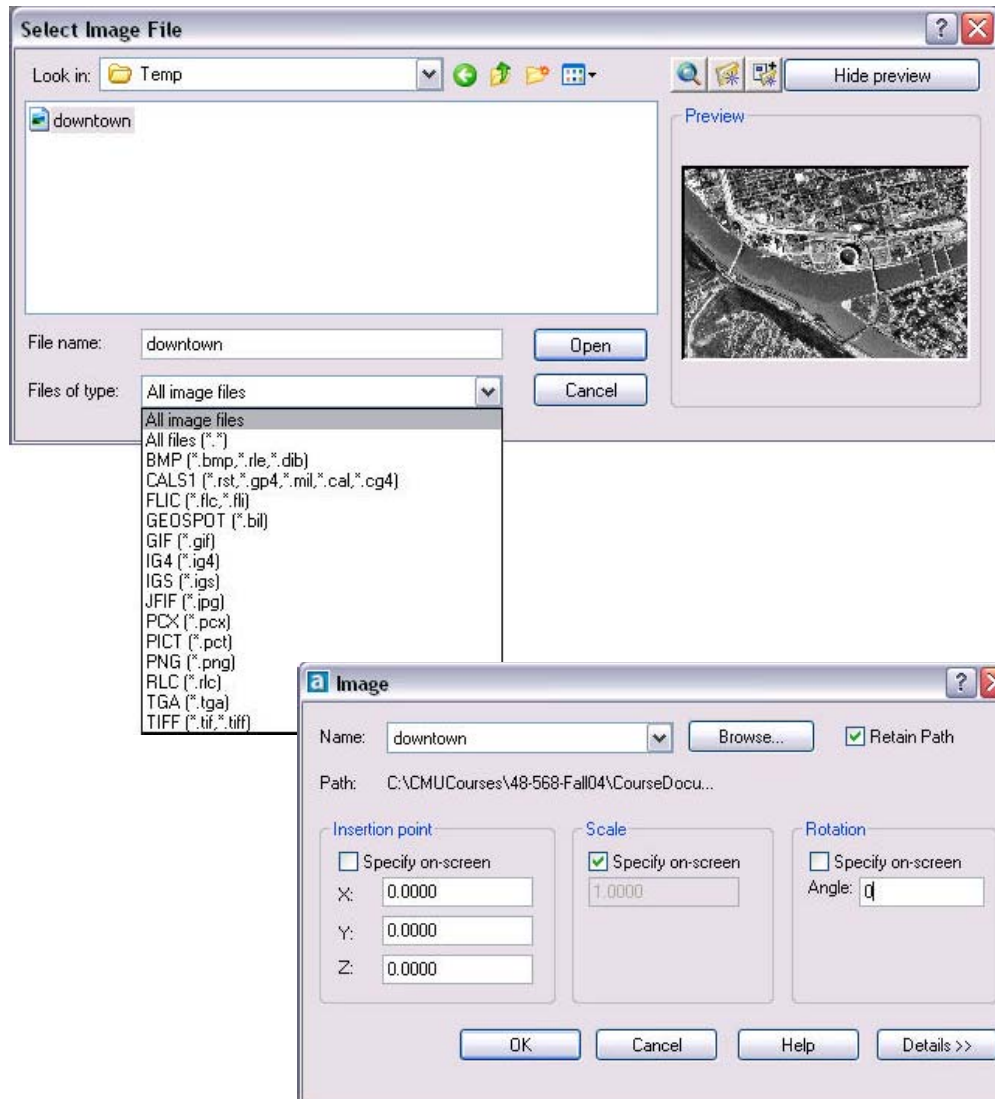 Select Image File
Look in: Temp
Hide preview
downtown
Preview
File name: downtown
Open
Files of type: All image files
Cancel
All image files
All files (*.*)
BMP (*.bmp,*.rle,*.dib)
CALS1 (*.rst,*.gp4,*.mil,*.cal,*.cg4)
FLIC (*.flc,*.fli)
GEOSPOT (*.bil)
GIF (*.gif)
IG4 (*.ig4)
IGS (*.igs)
JFIF (*.jpg)
PCX (*.pcx)
PICT (*.pct)
PNG (*.png)
RLC (*.rlc)
TGA (*.tga)
TIFF (*.tif,*.tiff)
Image
Name: downtown Browse... Retain Path
Path: C:\CMUCourses\48-568-Fall04\CourseDocu...
Insertion point Scale Rotation
Specify on-screen Specify on-screen Specify on-screen
X: 0.0000 1.0000 Angle: 0
Y: 0.0000
Z: 0.0000
OK Cancel Help Details >>